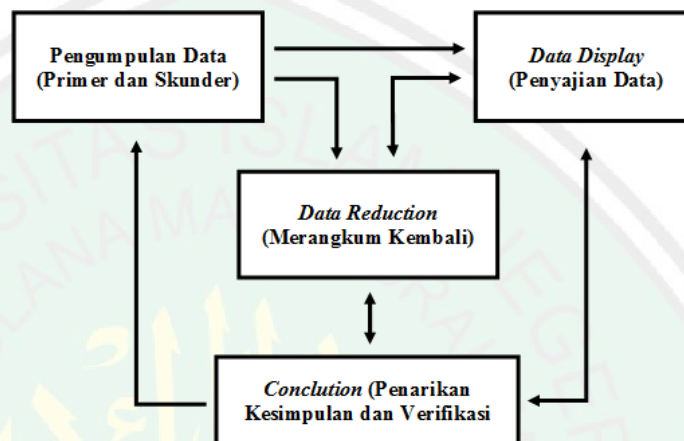 Pengumpulan Data
(Primer dan Skunder)
Data Display
(Penyajian Data)
Data Reduction
(Merangkum Kembali)
Conclution (Penarikan
Kesimpulan dan Verifikasi